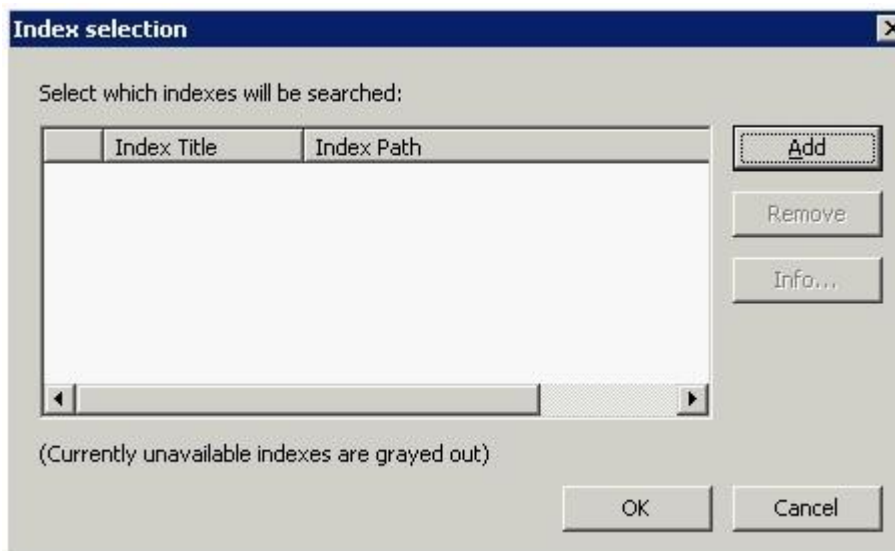 Index selection
Select which indexes will be searched:
Index Title Index Path
Add
Remove
Info...
(Currently unavailable indexes are grayed out)
OK Cancel